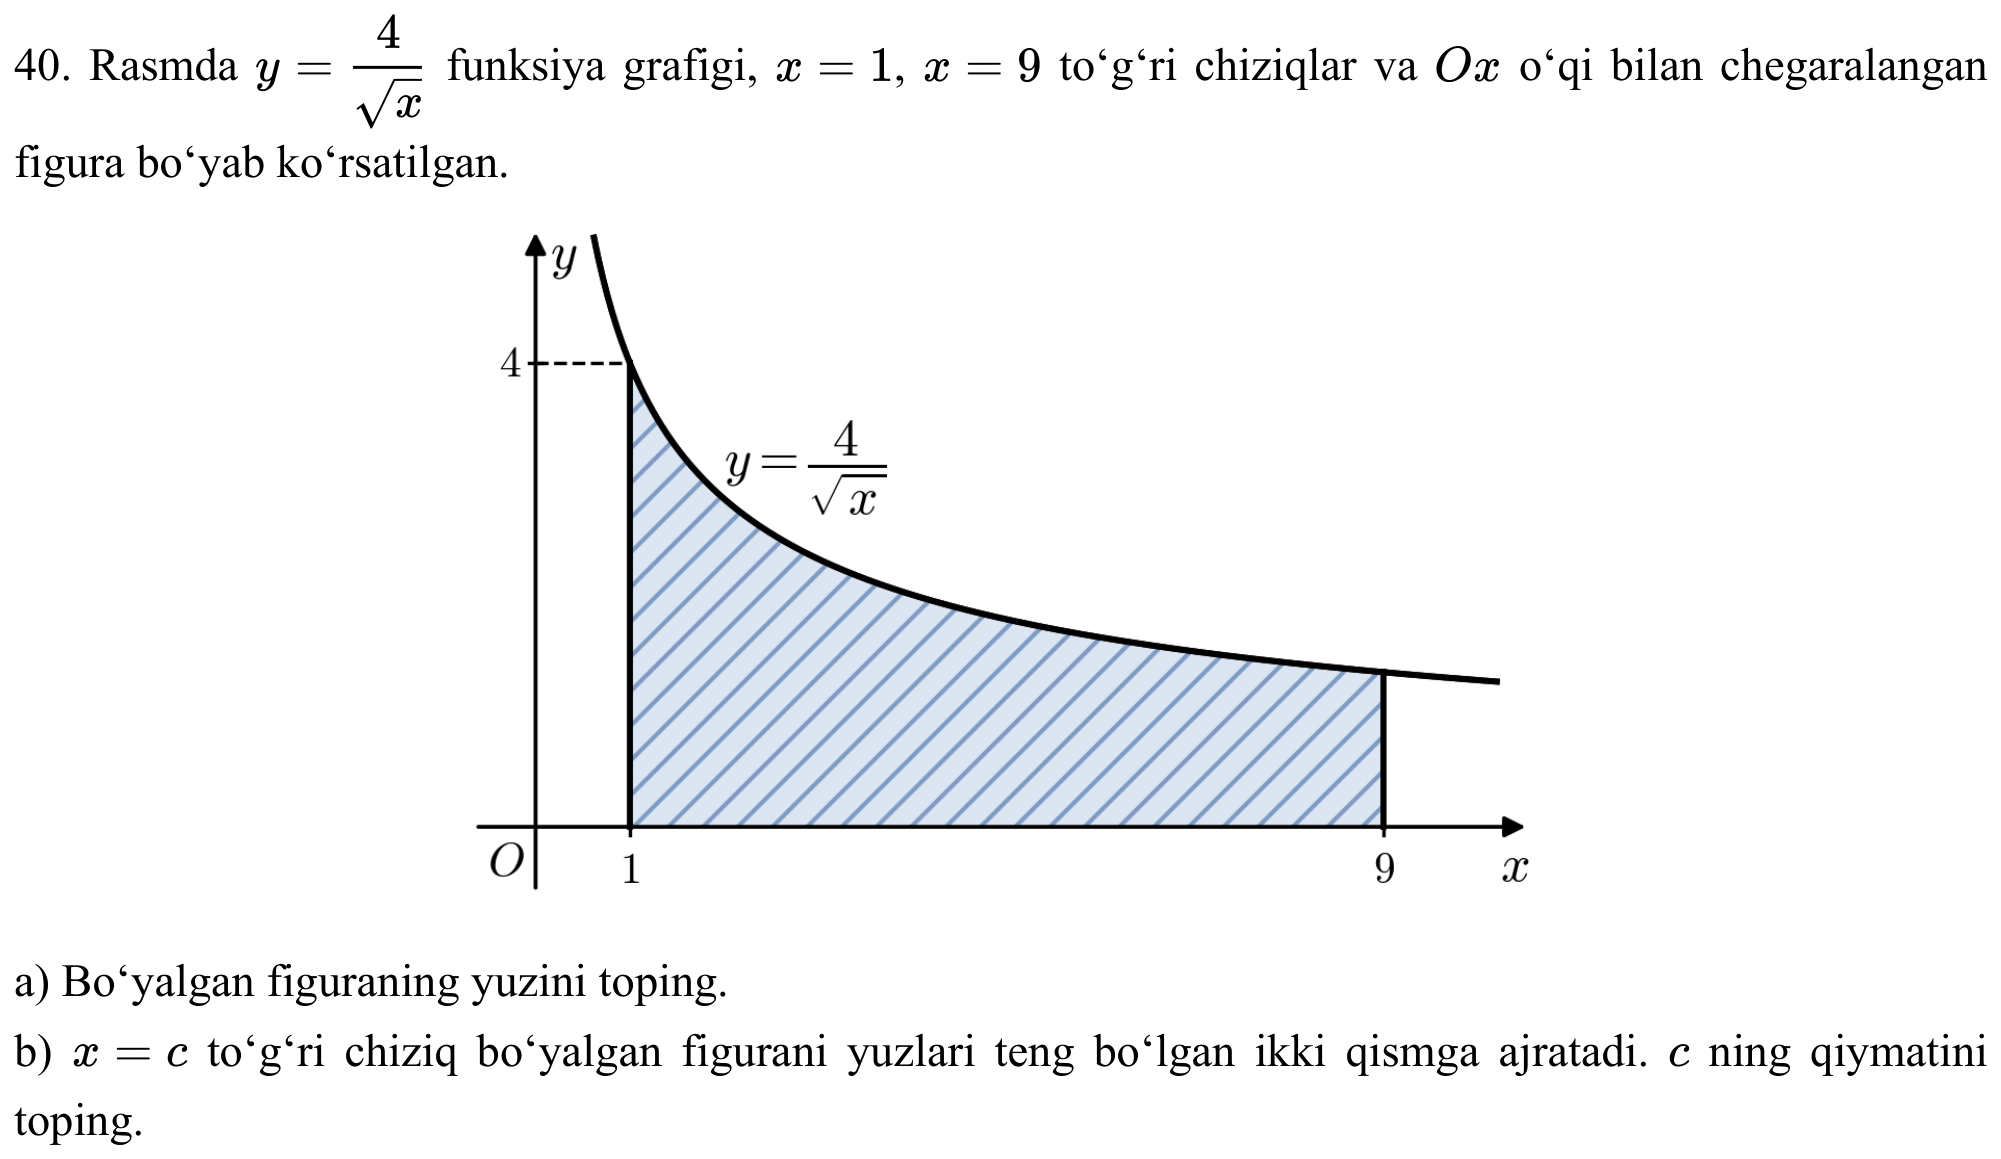 40. Rasmda y = 4/√x funksiya grafigi, x = 1, x = 9 to‘g‘ri chiziqlar va Ox o‘qi bilan chegaralangan
figura bo‘yab ko‘rsatilgan.
y
4
y = 4/√x
O
1
9
x
a) Bo‘yalgan figuraning yuzini toping.
b) x = c to‘g‘ri chiziq bo‘yalgan figurani yuzlari teng bo‘lgan ikki qismga ajratadi. c ning qiymatini
toping.